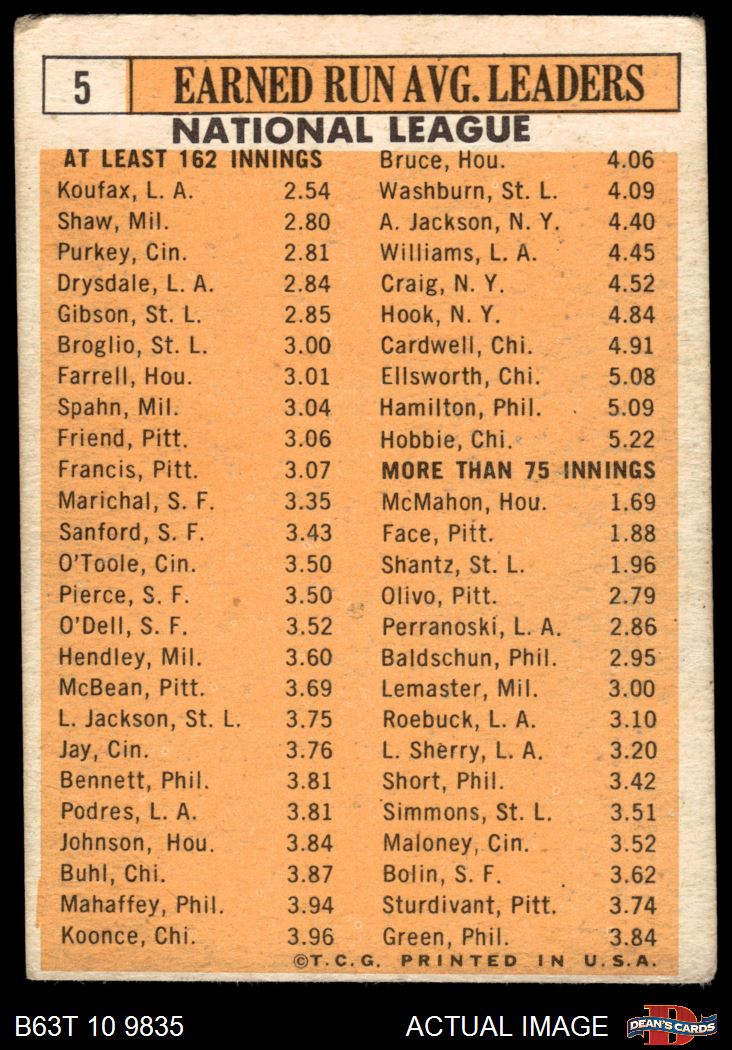 5
EARNED RUN AVG. LEADERS
NATIONAL LEAGUE
AT LEAST 162 INNINGS
Koufax, L. A. 2.54
Shaw, Mil. 2.80
Purkey, Cin. 2.81
Drysdale, L. A. 2.84
Gibson, St. L. 2.85
Broglio, St. L. 3.00
Farrell, Hou. 3.01
Spahn, Mil. 3.04
Friend, Pitt. 3.06
Francis, Pitt. 3.07
Marichal, S. F. 3.35
Sanford, S. F. 3.43
O'Toole, Cin. 3.50
Pierce, S. F. 3.50
O'Dell, S. F. 3.52
Hendley, Mil. 3.60
McBean, Pitt. 3.69
L. Jackson, St. L. 3.75
Jay, Cin. 3.76
Bennett, Phil. 3.81
Podres, L. A. 3.81
Johnson, Hou. 3.84
Buhl, Chi. 3.87
Mahaffey, Phil. 3.94
Koonce, Chi. 3.96
Bruce, Hou. 4.06
Washburn, St. L. 4.09
A. Jackson, N. Y. 4.40
Williams, L. A. 4.45
Craig, N. Y. 4.52
Hook, N. Y. 4.84
Cardwell, Chi. 4.91
Ellsworth, Chi. 5.08
Hamilton, Phil. 5.09
Hobbie, Chi. 5.22
MORE THAN 75 INNINGS
McMahon, Hou. 1.69
Face, Pitt. 1.88
Shantz, St. L. 1.96
Olivo, Pitt. 2.79
Perranoski, L. A. 2.86
Baldschun, Phil. 2.95
Lemaster, Mil. 3.00
Roebuck, L. A. 3.10
L. Sherry, L. A. 3.20
Short, Phil. 3.42
Simmons, St. L. 3.51
Maloney, Cin. 3.52
Bolin, S. F. 3.62
Sturdivant, Pitt. 3.74
Green, Phil. 3.84
©T.C.G. PRINTED IN U.S.A.
B63T 10 9835
ACTUAL IMAGE
D
DEAN'S CARDS